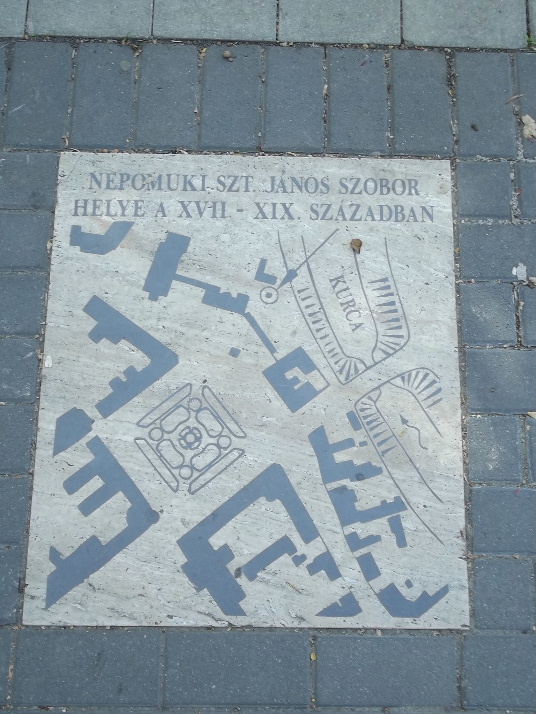 NEPOMUKI.SZT. JÁNOS SZOBOR
HELYE A XVII.-XIX. SZÁZADBAN
KURCA